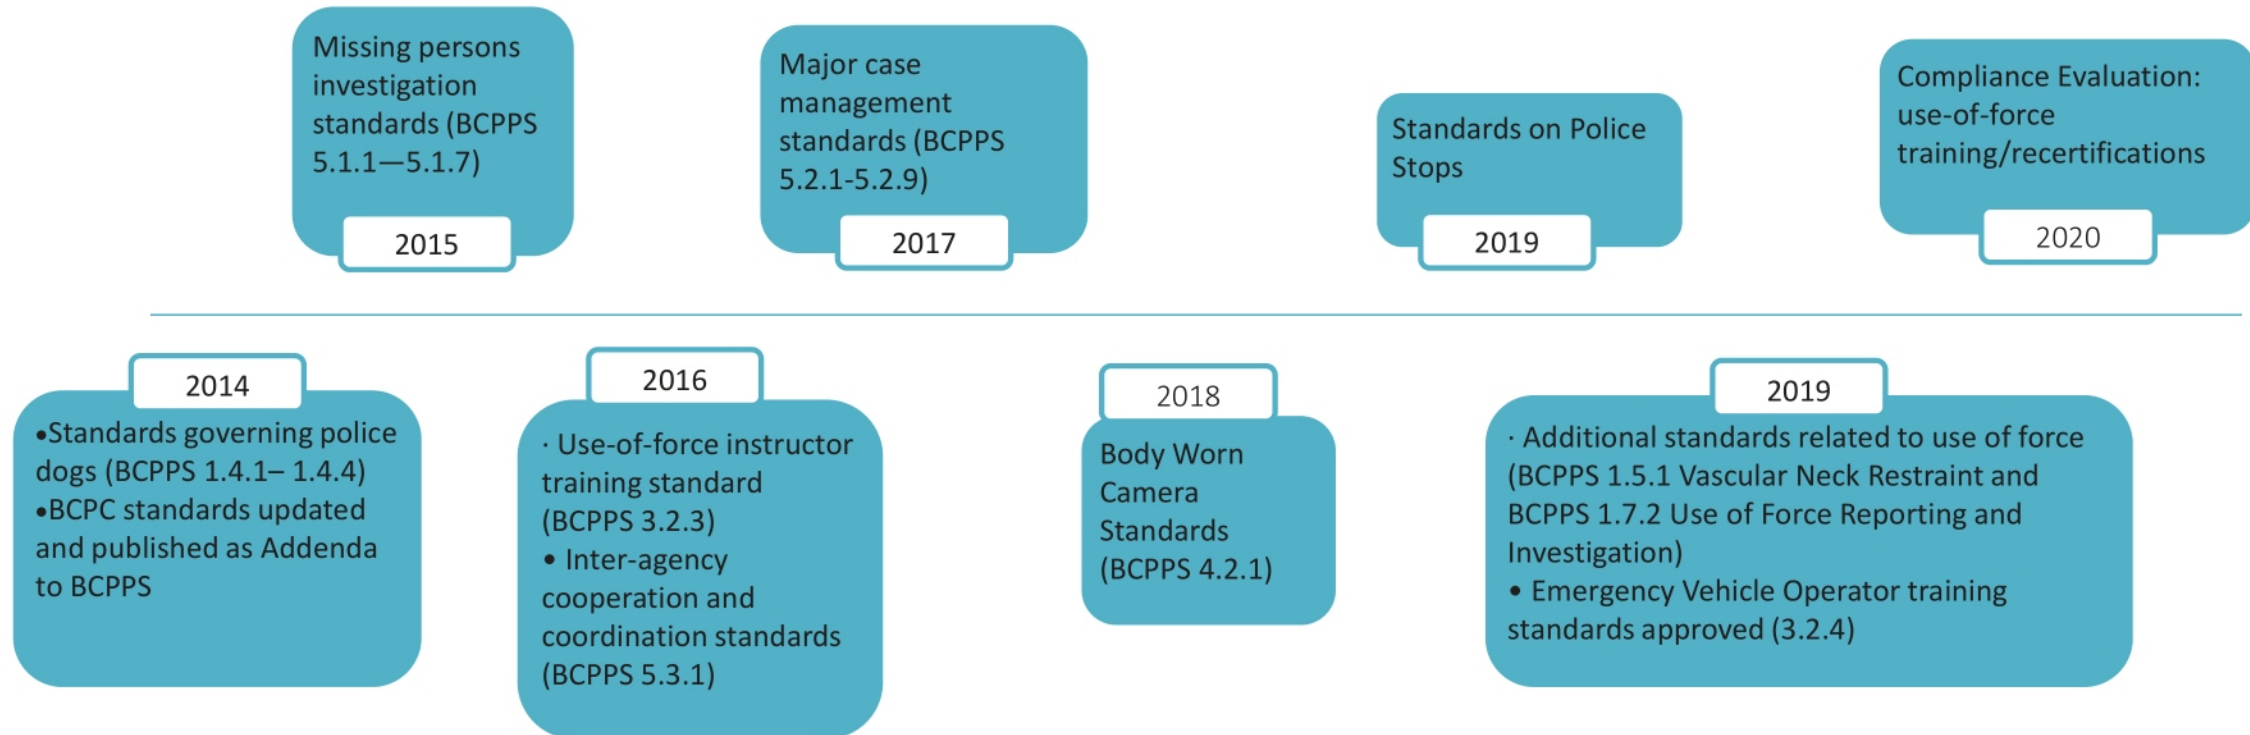 Missing persons
investigation
standards (BCPPS
5.1.1—5.1.7)
2015
Major case
management
standards (BCPPS
5.2.1-5.2.9)
2017
Standards on Police
Stops
2019
Compliance Evaluation:
use-of-force
training/recertifications
2020
2014
•Standards governing police
dogs (BCPPS 1.4.1– 1.4.4)
•BCPC standards updated
and published as Addenda
to BCPPS
2016
· Use-of-force instructor
training standard
(BCPPS 3.2.3)
• Inter-agency
cooperation and
coordination standards
(BCPPS 5.3.1)
2018
Body Worn
Camera
Standards
(BCPPS 4.2.1)
2019
· Additional standards related to use of force
(BCPPS 1.5.1 Vascular Neck Restraint and
BCPPS 1.7.2 Use of Force Reporting and
Investigation)
• Emergency Vehicle Operator training
standards approved (3.2.4)